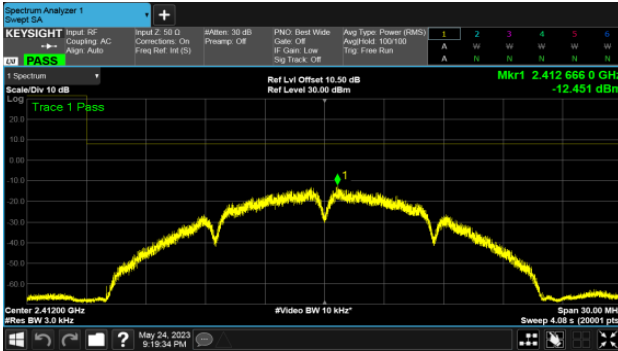 Spectrum Analyzer 1
Swept SA
KEYSIGHT Input: RF Input Z: 50 Ω #Atten: 30 dB PNO: Best Wide Avg Type: Power (RMS) 1 2 3 4 5 6
Coupling: AC Corrections: On Preamp: Off Gate: Off Avg|Hold: 100/100
Align: Auto Freq Ref: Int (S) IF Gain: Low Trig: Free Run A W W W W W
LXI PASS Sig Track: Off A N N N N N
1 Spectrum Ref Lvl Offset 10.50 dB Mkr1 2.412 666 0 GHz
Scale/Div 10 dB Ref Level 30.00 dBm -12.451 dBm
Log
Trace 1 Pass
20.0
10.0
0.00
1
-10.0
-20.0
-30.0
-40.0
-50.0
-60.0
Center 2.41200 GHz #Video BW 10 kHz* Span 30.00 MHz
#Res BW 3.0 kHz Sweep 4.08 s (20001 pts)
? May 24, 2023
9:19:34 PM